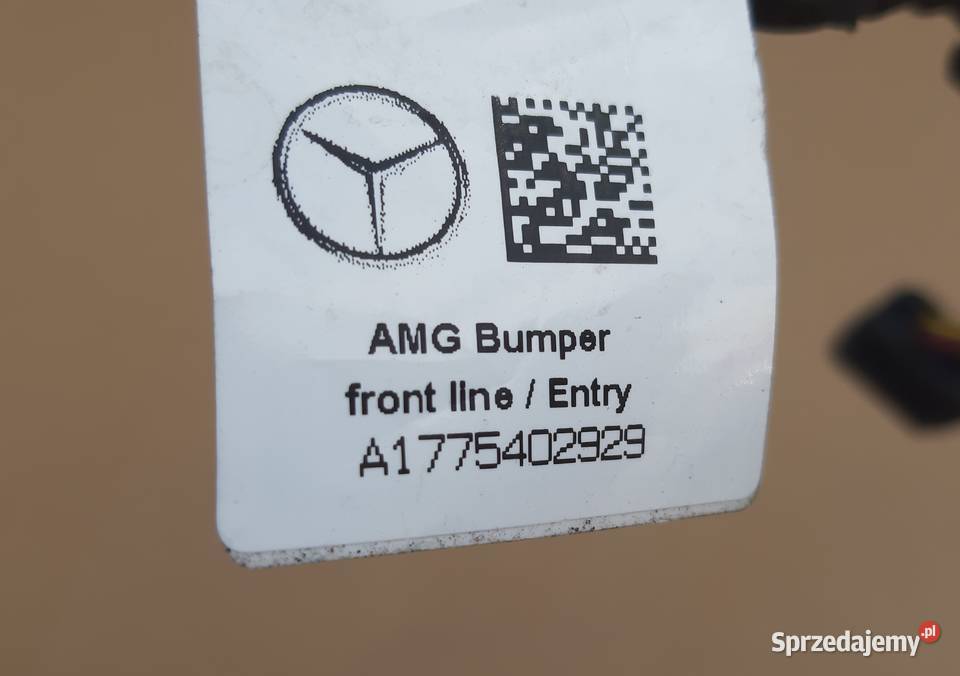 AMG Bumper
front line / Entry
A1775402929
Sprzedajemy.pl